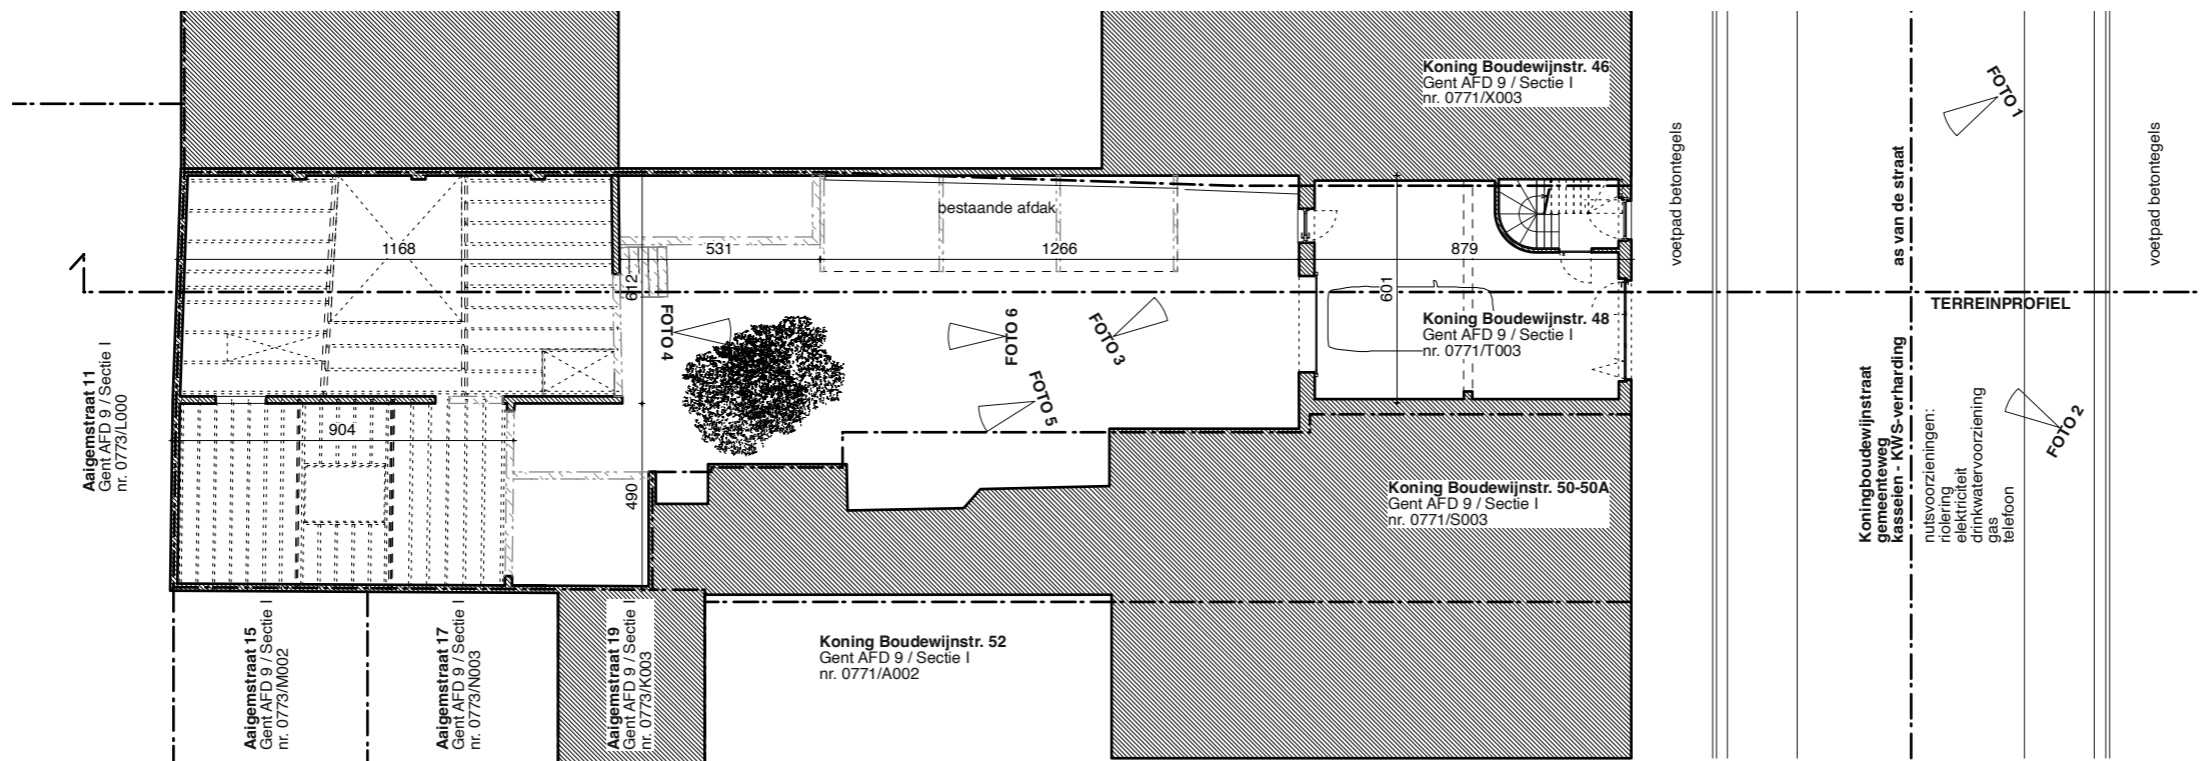 Koning Boudewijnstr. 46
Gent AFD 9 / Sectie I
nr. 0771/X003
FOTO 1
voetpad betontegels
as van de straat
voetpad betontegels
bestaande afdak
1168
531
1266
879
612
601
TERREINPROFIEL
FOTO 4
FOTO 6
FOTO 3
Koning Boudewijnstr. 48
Gent AFD 9 / Sectie I
nr. 0771/T003
Aaigemstraat 11
Gent AFD 9 / Sectie I
nr. 0773/L000
904
FOTO 5
FOTO 2
490
Koning Boudewijnstr. 50-50A
Gent AFD 9 / Sectie I
nr. 0771/S003
Koningboudewijnstraat
gemeenteweg
kasseien - KWS-verharding
nutsvoorzieningen:
riolering
elektriciteit
drinkwatervoorziening
gas
telefoon
Aaigemstraat 15
Gent AFD 9 / Sectie I
nr. 0773/M002
Aaigemstraat 17
Gent AFD 9 / Sectie I
nr. 0773/N003
Aaigemstraat 19
Gent AFD 9 / Sectie I
nr. 0773/K003
Koning Boudewijnstr. 52
Gent AFD 9 / Sectie I
nr. 0771/A002